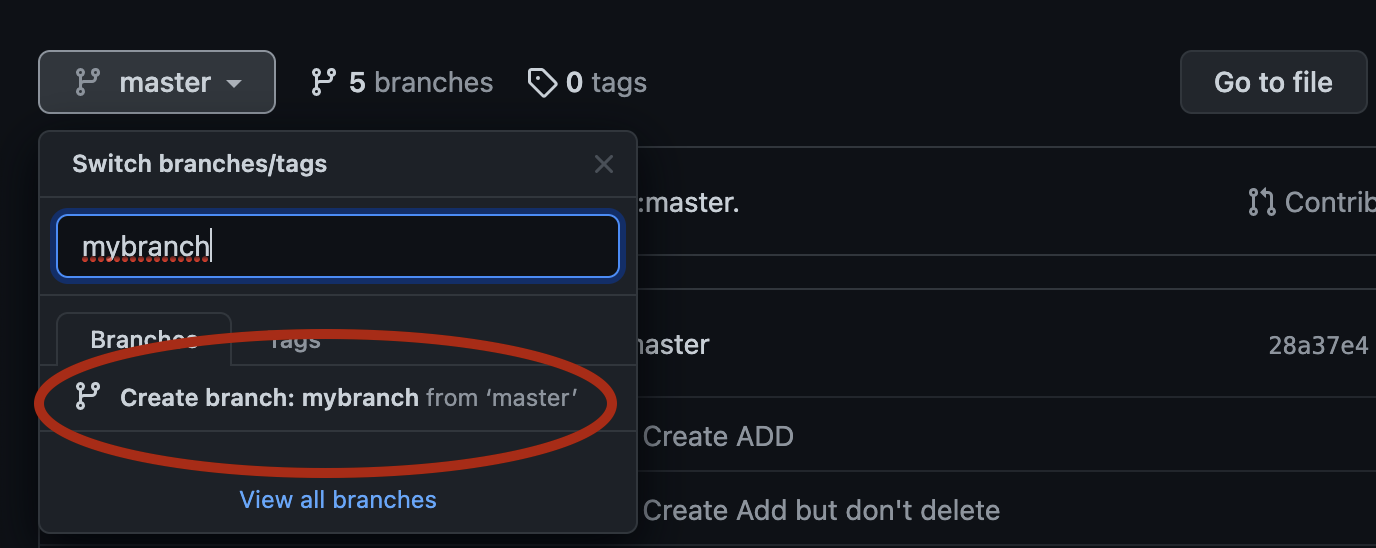 master
5 branches
0 tags
Go to file
Switch branches/tags
:master.
Contrib
mybranch
Branches
Tags
master
28a37e4
Create branch: mybranch from ‘master’
Create ADD
View all branches
Create Add but don't delete